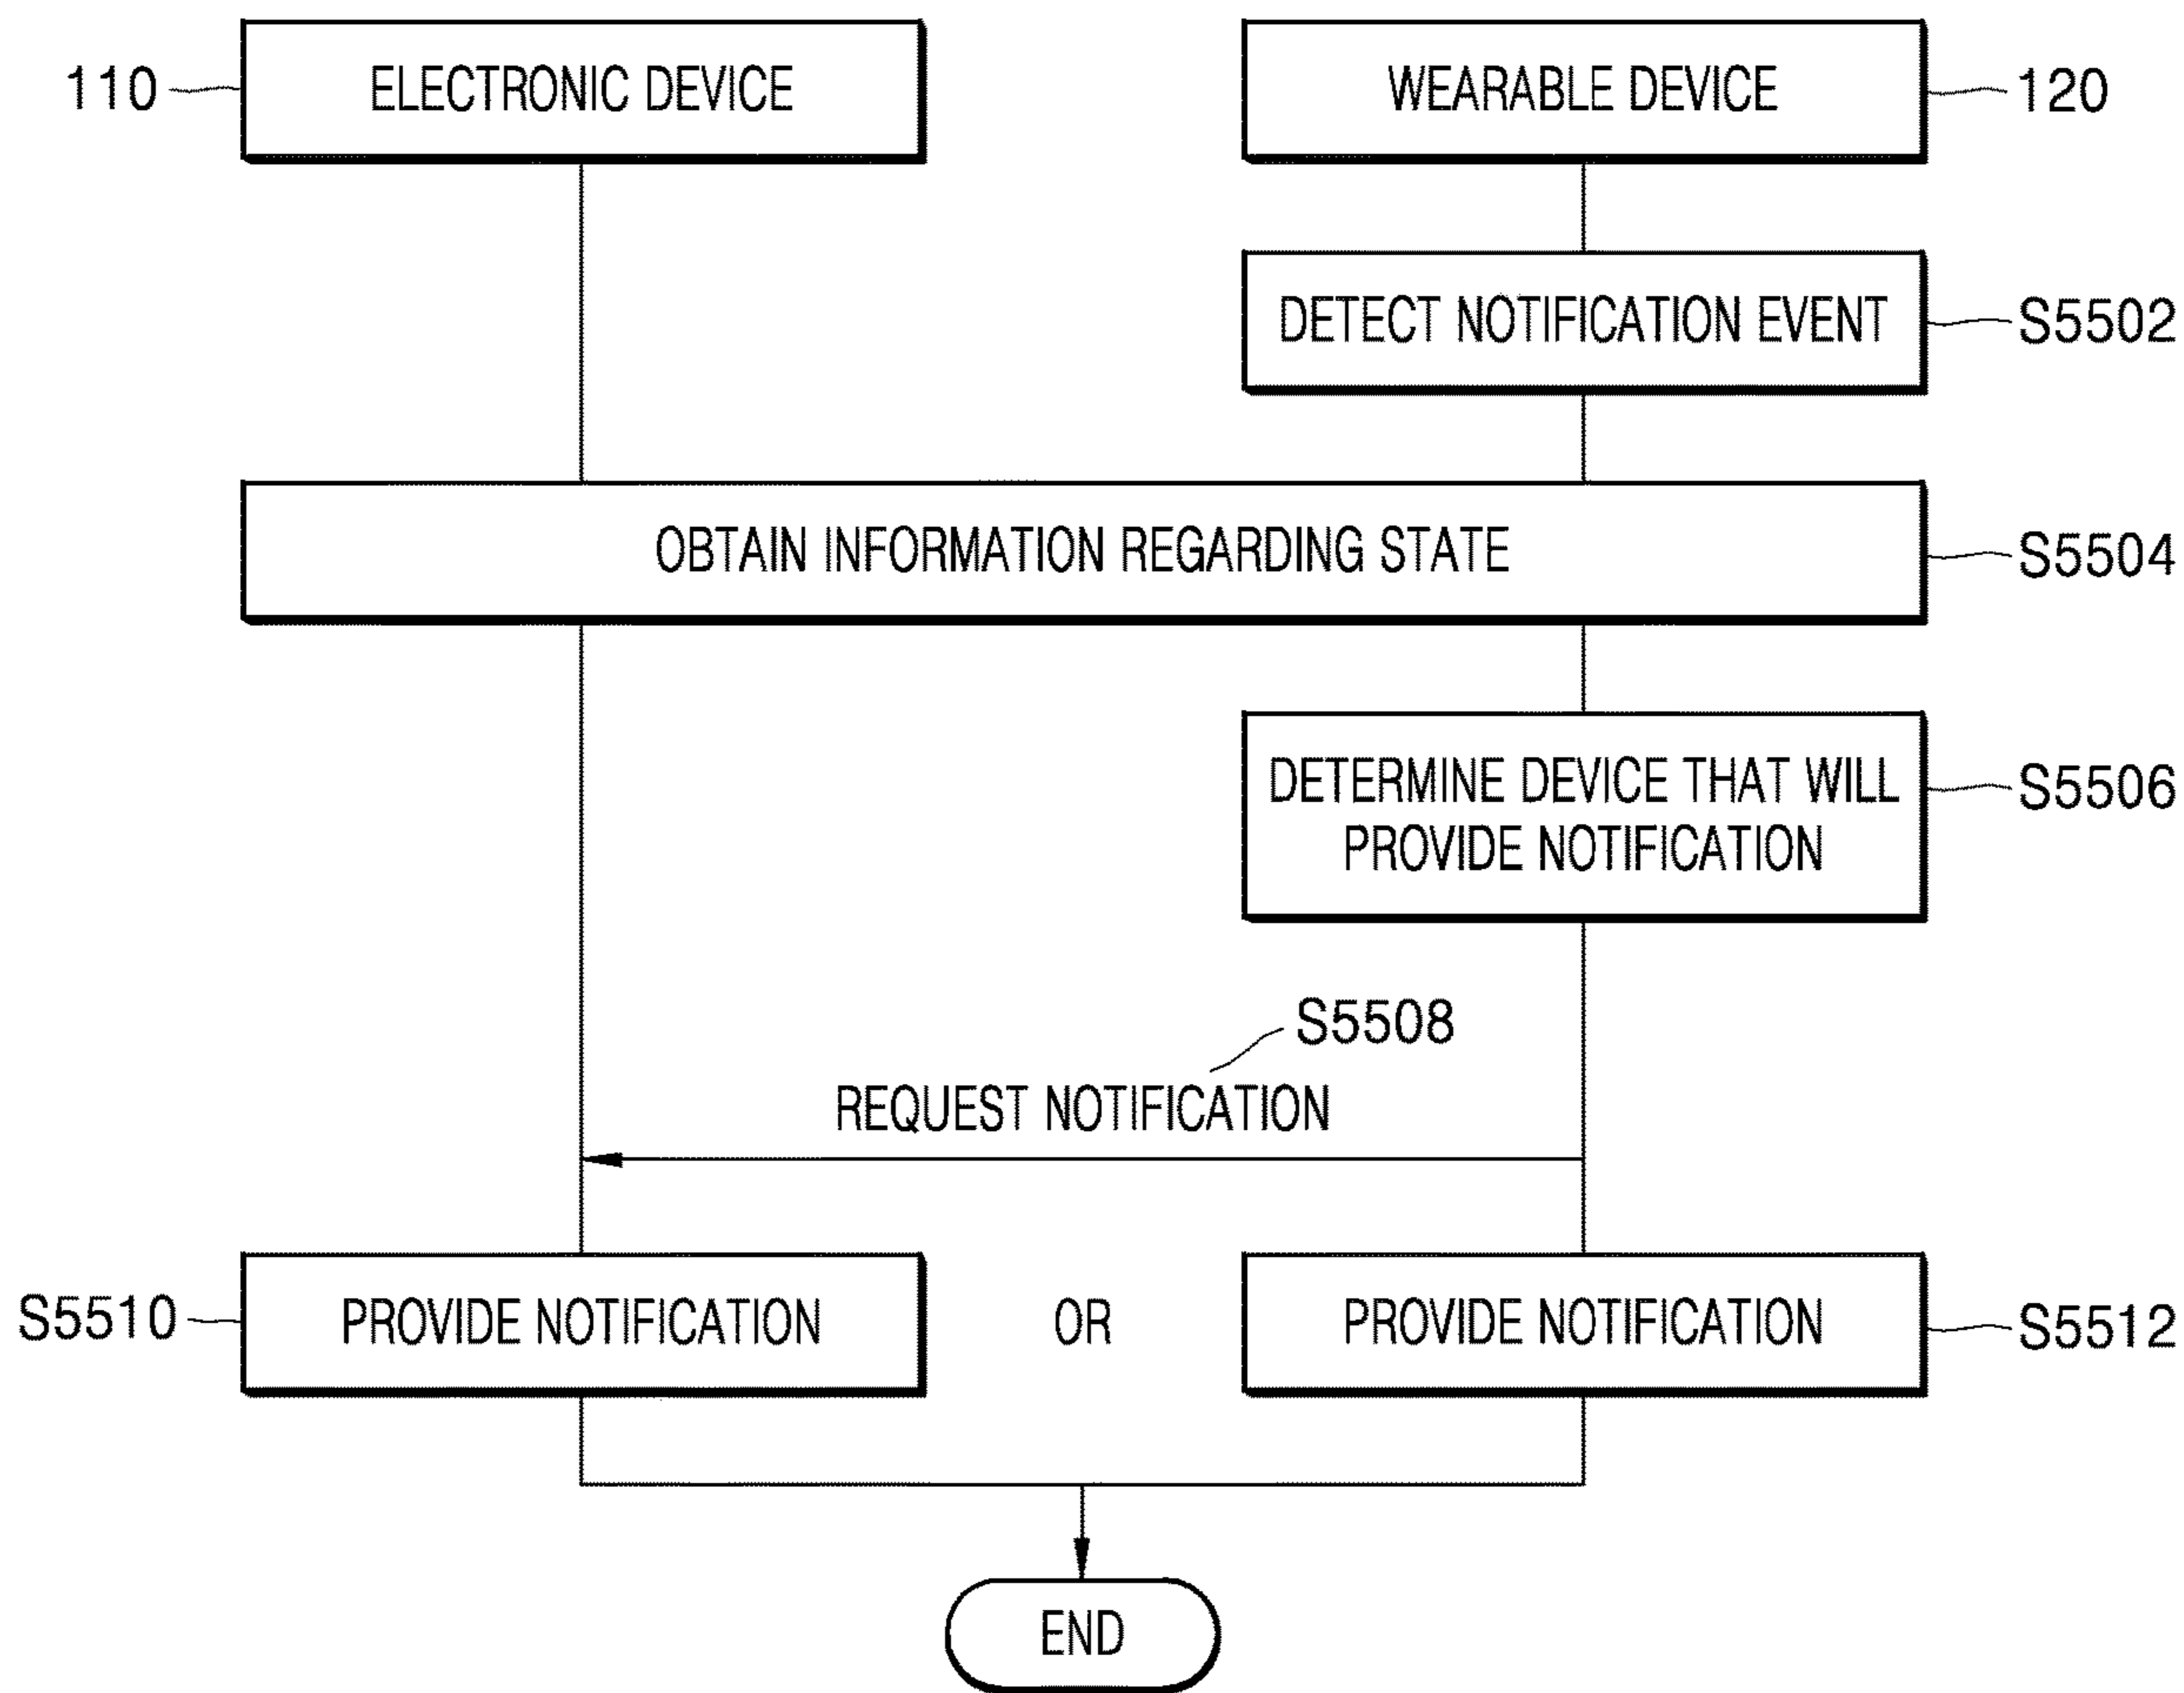 110 ELECTRONIC DEVICE WEARABLE DEVICE 120
DETECT NOTIFICATION EVENT S5502
OBTAIN INFORMATION REGARDING STATE S5504
DETERMINE DEVICE THAT WILL
PROVIDE NOTIFICATION S5506
S5508
REQUEST NOTIFICATION
S5510 PROVIDE NOTIFICATION OR PROVIDE NOTIFICATION S5512
END